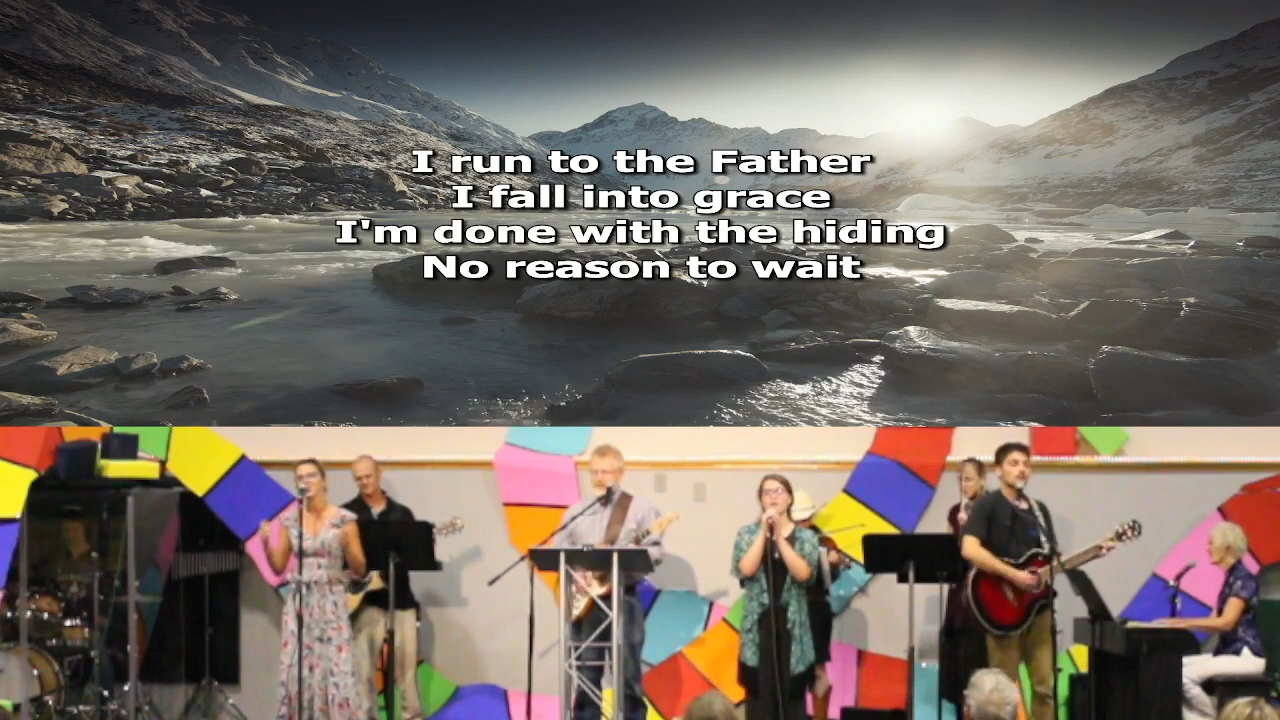 I run to the Father
I fall into grace
I'm done with the hiding
No reason to wait